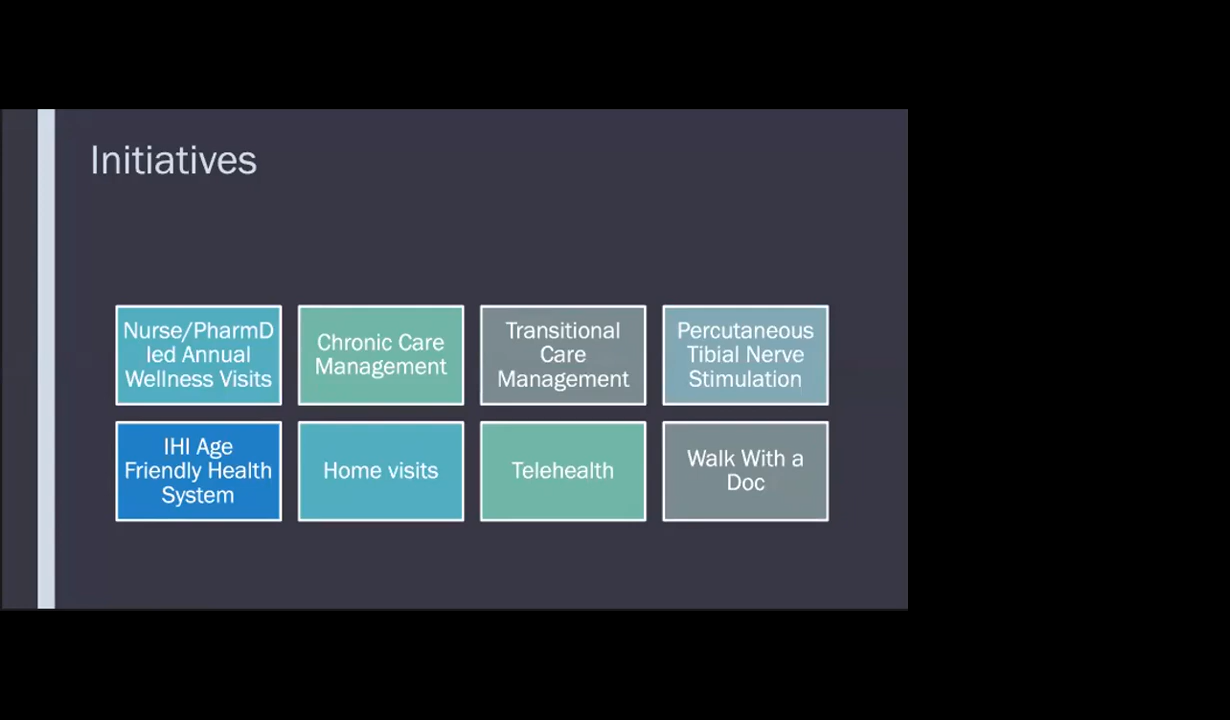 Initiatives
Nurse/PharmD
led Annual
Wellness Visits
Chronic Care
Management
Transitional
Care
Management
Percutaneous
Tibial Nerve
Stimulation
IHI Age
Friendly Health
System
Home visits
Telehealth
Walk With a
Doc